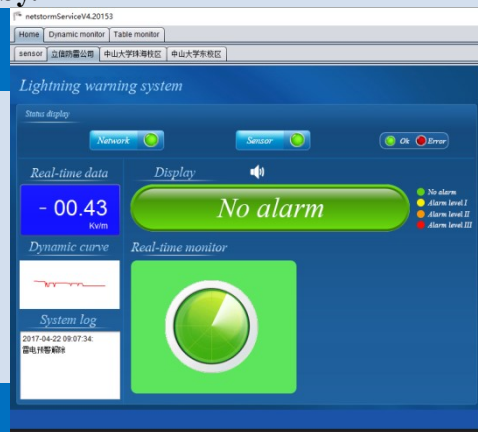 netstormServiceV4.20153
Home Dynamic monitor Table monitor
sensor 立信防雷公司 中山大学珠海校区 中山大学东校区
Lightning warning system
Status display
Network Sensor Ok Error
Real-time data Display
- 00.43
Kv/m
No alarm
No alarm
Alarm level I
Alarm level II
Alarm level III
Dynamic curve Real-time monitor
System log
2017-04-22 09:07:34:
雷电预警解除